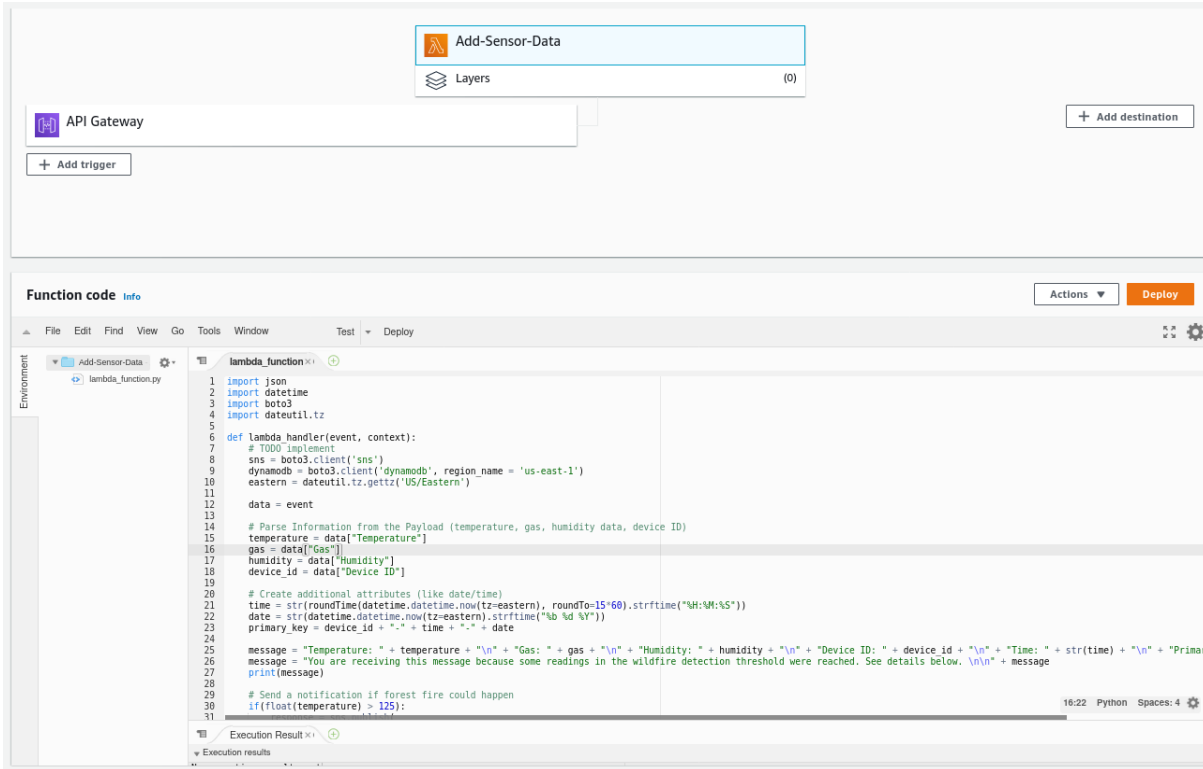 Add-Sensor-Data
Layers (0)
API Gateway
+ Add destination
+ Add trigger
Function code Info
Actions ▼ Deploy
File Edit Find View Go Tools Window Test Deploy
Environment
Add-Sensor-Data
lambda_function.py
lambda_function
1 import json
2 import datetime
3 import boto3
4 import dateutil.tz
5
6 def lambda_handler(event, context):
7 # TODO implement
8 sns = boto3.client('sns')
9 dynamodb = boto3.client('dynamodb', region_name = 'us-east-1')
10 eastern = dateutil.tz.gettz('US/Eastern')
11
12 data = event
13
14 # Parse Information from the Payload (temperature, gas, humidity data, device ID)
15 temperature = data["Temperature"]
16 gas = data["Gas"]
17 humidity = data["Humidity"]
18 device_id = data["Device ID"]
19
20 # Create additional attributes (like date/time)
21 time = str(roundTime(datetime.datetime.now(tz=eastern), roundTo=15*60).strftime("%H:%M:%S"))
22 date = str(datetime.datetime.now(tz=eastern).strftime("%b %d %Y"))
23 primary_key = device_id + "-" + time + "-" + date
24
25 message = "Temperature: " + temperature + "\n" + "Gas: " + gas + "\n" + "Humidity: " + humidity + "\n" + "Device ID: " + device_id + "\n" + "Time: " + str(time) + "\n" + "Prima
26 message = "You are receiving this message because some readings in the wildfire detection threshold were reached. See details below. \n\n" + message
27 print(message)
28
29 # Send a notification if forest fire could happen
30 if(float(temperature) > 125):
31
16:22 Python Spaces: 4
Execution Result
Execution results